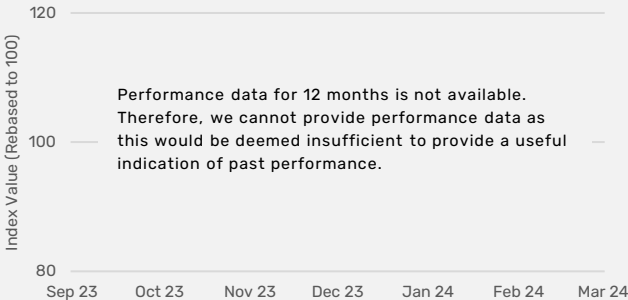 120
Index Value (Rebased to 100)
Performance data for 12 months is not available.
Therefore, we cannot provide performance data as
100
this would be deemed insufficient to provide a useful
indication of past performance.
80
Sep 23 Oct 23 Nov 23 Dec 23 Jan 24 Feb 24 Mar 24